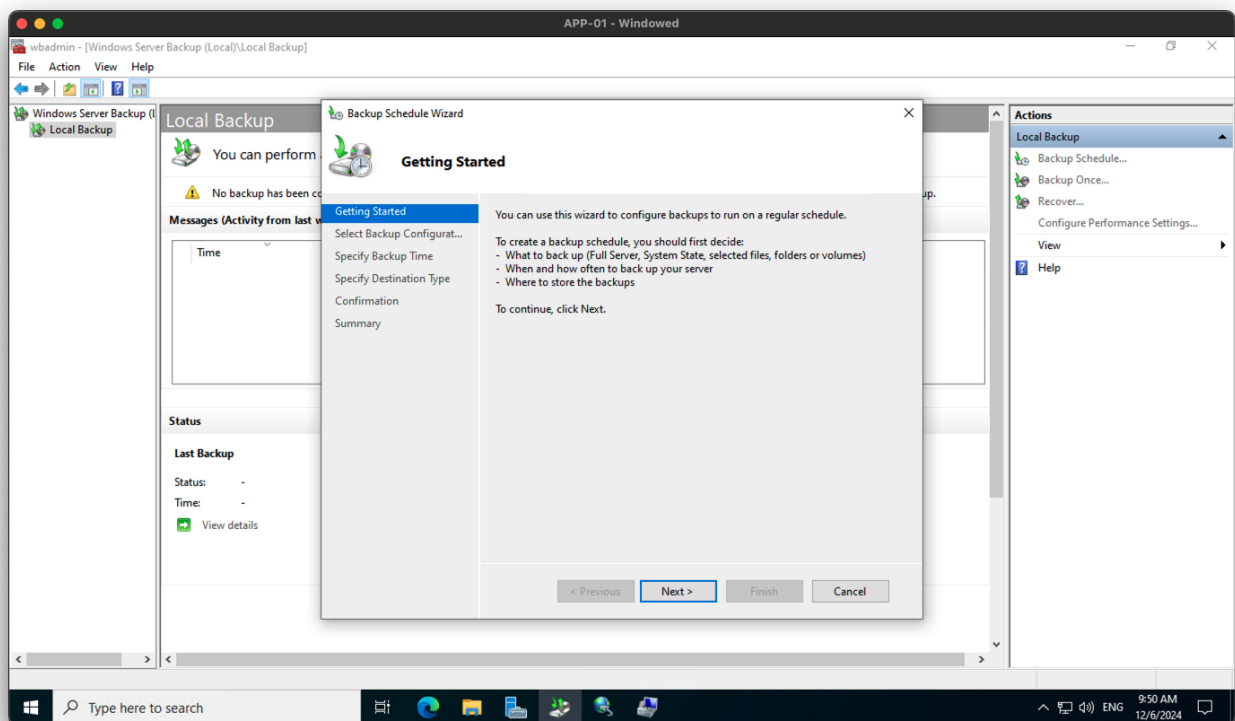 APP-01 - Windowed
wbadmin - [Windows Server Backup (Local)\Local Backup]
File Action View Help
Windows Server Backup (L
Local Backup
Local Backup
You can perform
No backup has been co
up.
Messages (Activity from last w
Time
Status
Last Backup
Status: -
Time: -
View details
Backup Schedule Wizard
Getting Started
Getting Started
Select Backup Configurat...
Specify Backup Time
Specify Destination Type
Confirmation
Summary
You can use this wizard to configure backups to run on a regular schedule.
To create a backup schedule, you should first decide:
- What to back up (Full Server, System State, selected files, folders or volumes)
- When and how often to back up your server
- Where to store the backups
To continue, click Next.
< Previous
Next >
Finish
Cancel
Actions
Local Backup
Backup Schedule...
Backup Once...
Recover...
Configure Performance Settings...
View
Help
Type here to search
ENG
9:50 AM
12/6/2024